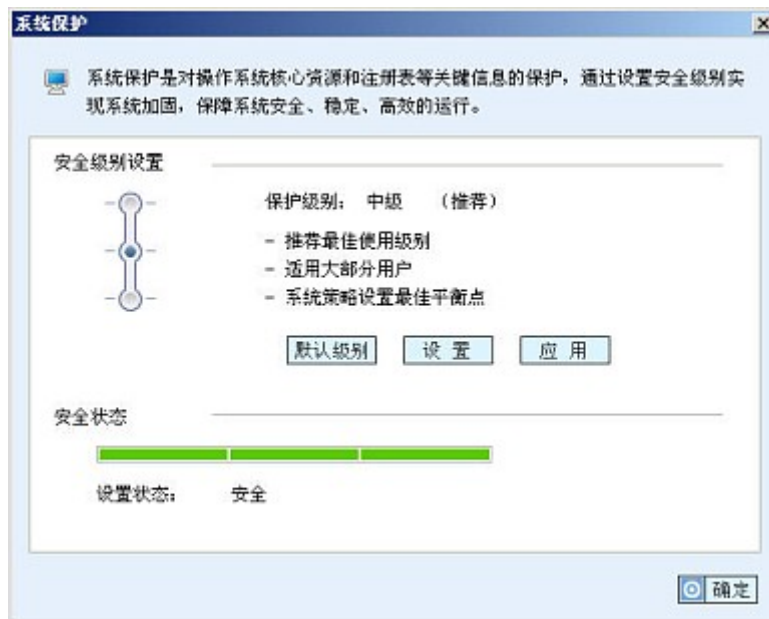 系统保护
系统保护是对操作系统核心资源和注册表等关键信息的保护，通过设置安全级别实
现系统加固，保障系统安全、稳定、高效的运行。
安全级别设置
保护级别： 中级 （推荐）
- 推荐最佳使用级别
- 适用大部分用户
- 系统策略设置最佳平衡点
默认级别 设 置 应 用
安全状态
设置状态： 安全
确定